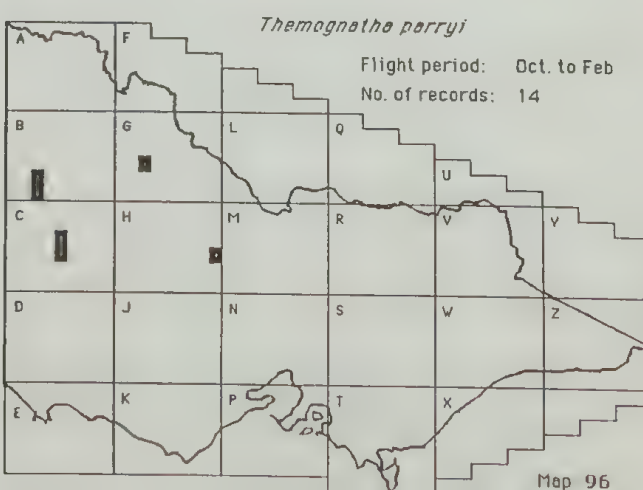 Themognatha parryi
Flight period: Oct. to Feb
No. of records: 14
A F
B G L Q U
C H M R V Y
D J N S W Z
E K P T X
Map 96